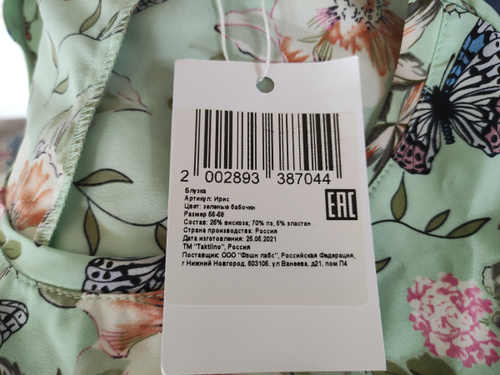 2 002893 387044
Блузка
Артикул: Ирис
Цвет: зеленые бабочки
Размер 66-68
Состав: 25% вискоза; 70% пэ, 5% эластан
Страна производства: Россия
Дата изготовления: 25.05.2021
ТМ "Taktlino", Россия
Поставщик: ООО "Фэшн лабс", Российская Федерация,
г Нижний Новгород, 603105, ул Ванеева, д21, пом П4
EAC